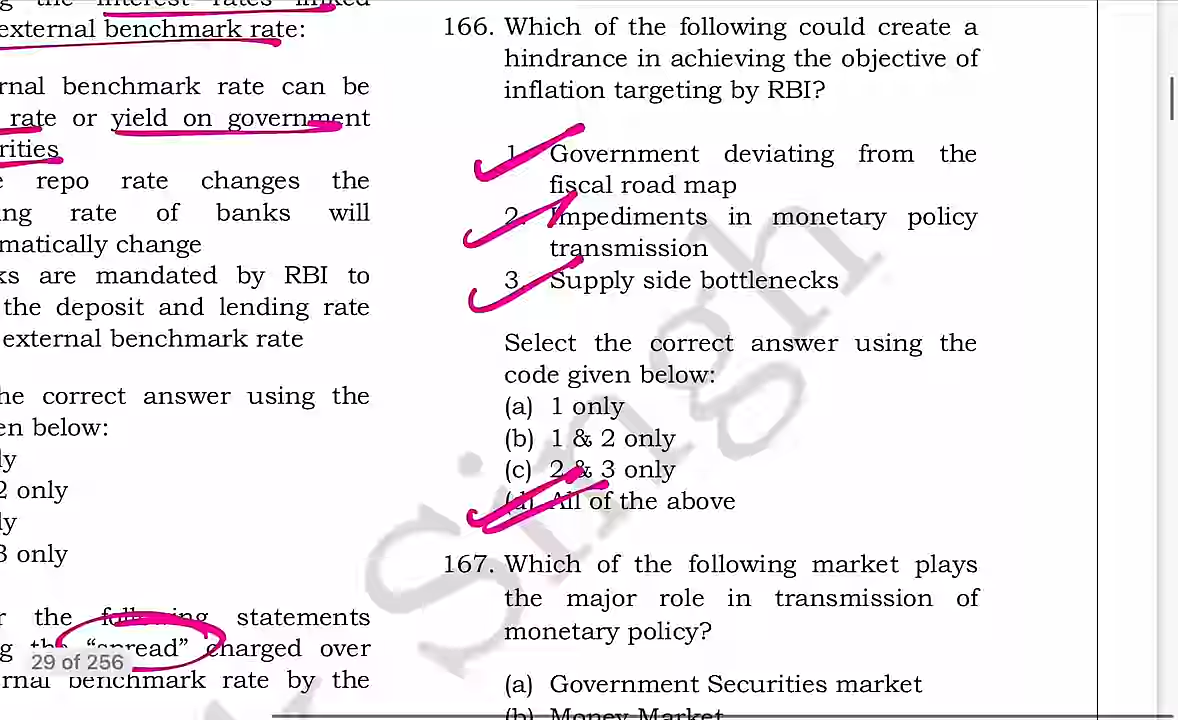 external benchmark rate:
rnal benchmark rate can be
rate or yield on government
rities
repo rate changes the
ng rate of banks will
matically change
ks are mandated by RBI to
the deposit and lending rate
external benchmark rate
he correct answer using the
en below:
ly
2 only
ly
3 only
r the following statements
g the "spread" charged over
rnal benchmark rate by the
29 of 256
166. Which of the following could create a
hindrance in achieving the objective of
inflation targeting by RBI?
1. Government deviating from the
fiscal road map
2. Impediments in monetary policy
transmission
3. Supply side bottlenecks
Select the correct answer using the
code given below:
(a) 1 only
(b) 1 & 2 only
(c) 2 & 3 only
(d) All of the above
167. Which of the following market plays
the major role in transmission of
monetary policy?
(a) Government Securities market
(b) Money Market
Singh